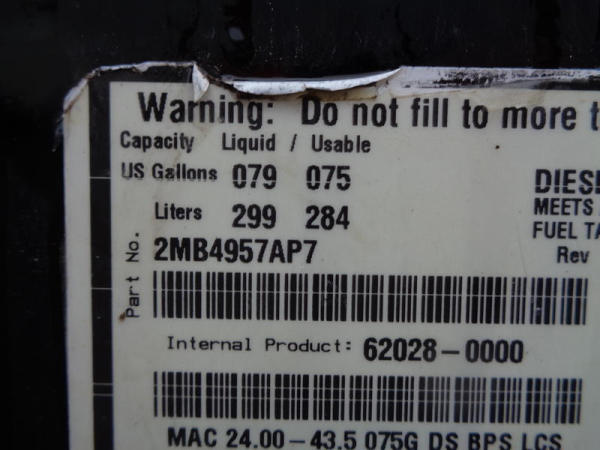 Warning: Do not fill to more t
Capacity Liquid / Usable
US Gallons 079 075
Liters 299 284
DIESE
MEETS
FUEL TA
Rev
Part No. 2MB4957AP7
Internal Product: 62028-0000
MAC 24.00-43.5 075G DS BPS LCS